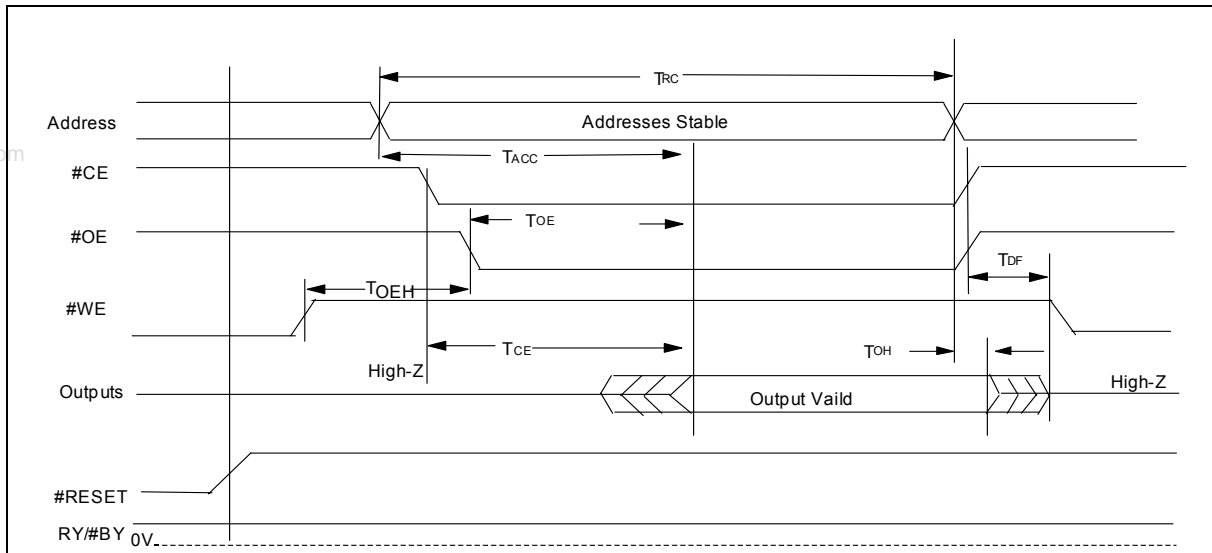 TRC
Address
Addresses Stable
om
TACC
#CE
TOE
#OE
TDF
TOEH
#WE
TCE
TOH
High-Z
High-Z
Outputs
Output Vaild
#RESET
RY/#BY
0V